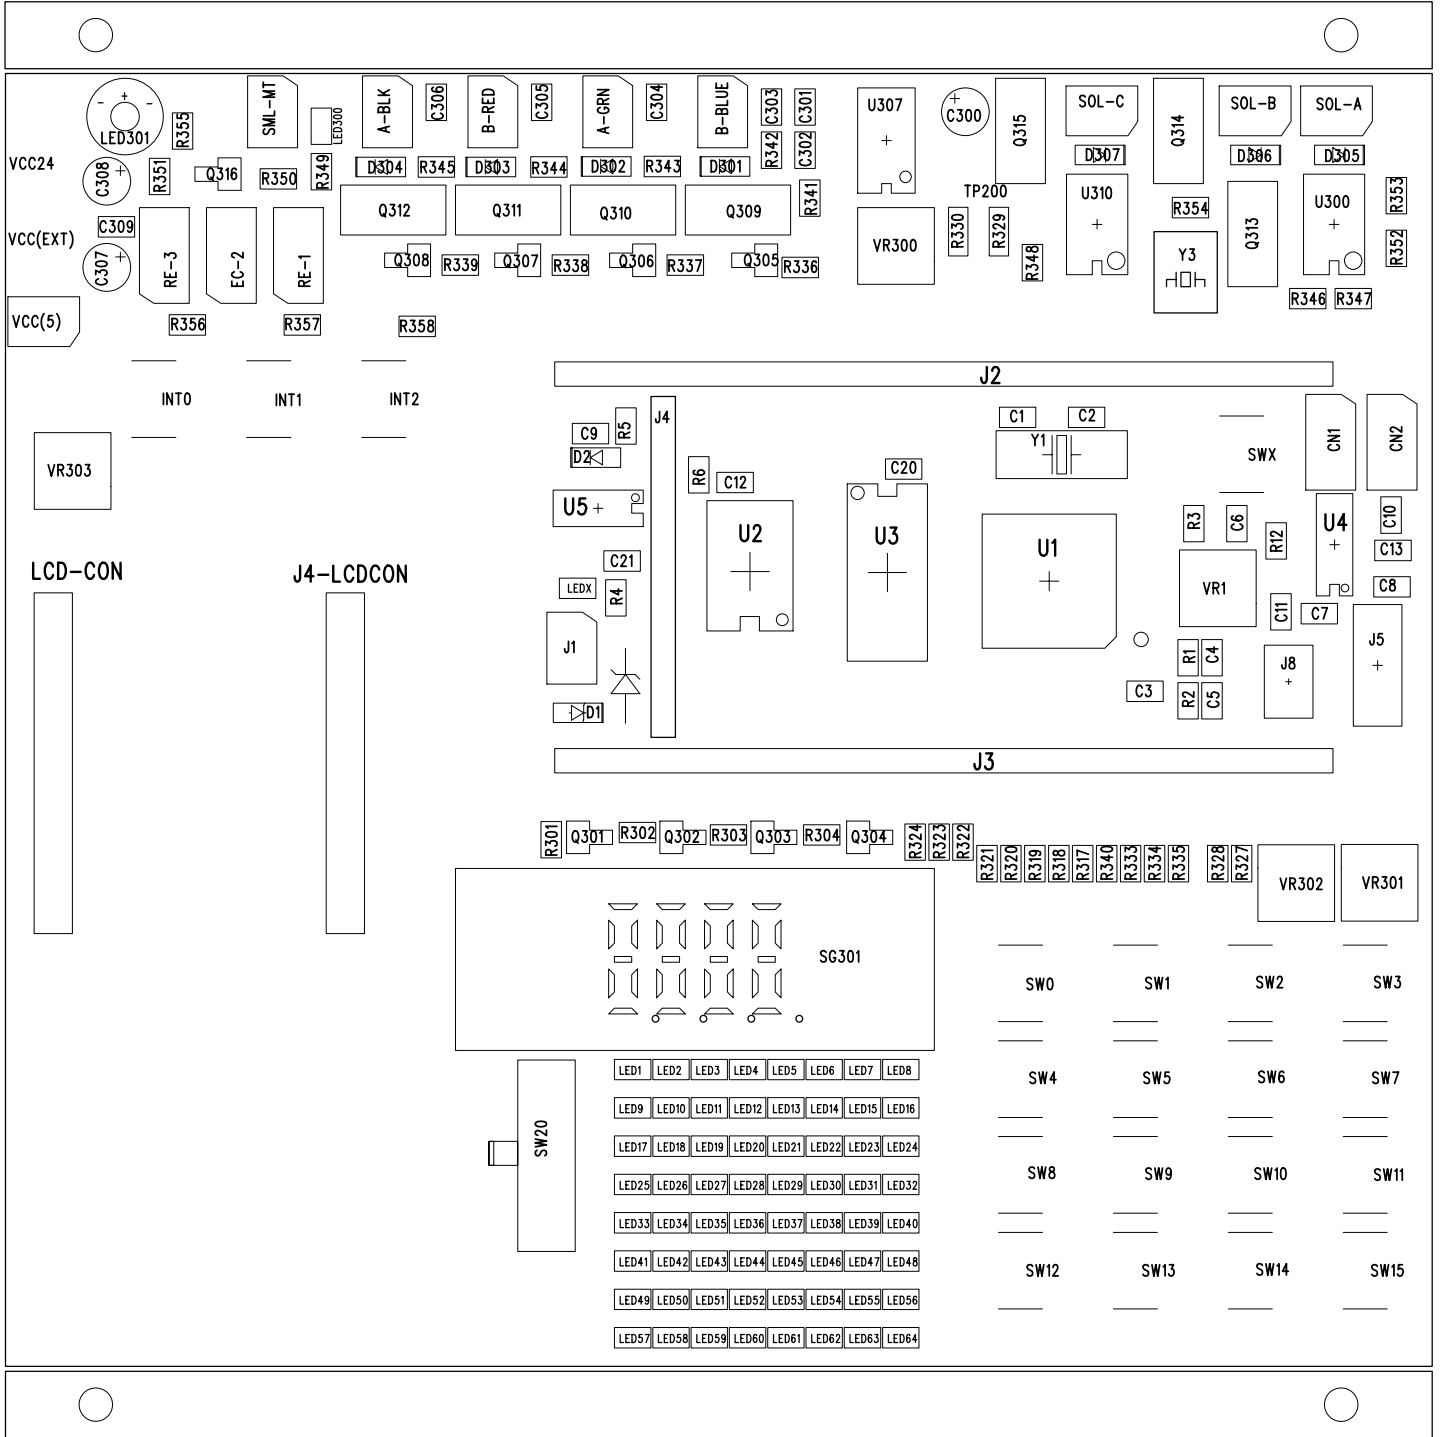 SML-MT A-BLK C306 B-RED C305 A-GRN C304 B-BLUE C303 C301 U307 C300 Q315 SOL-C Q314 SOL-B SOL-A
LED301 R355 LED300
VCC24 C308 R351 Q316 R350 R349 D304 R345 D303 R344 D302 R343 D301 R342 C302 D307 D306 D305
C309 Q312 Q311 Q310 Q309 R341 TP200 U310 R354 U300 R353
VCC(EXT) C307 RE-3 EC-2 RE-1 Q308 R339 Q307 R338 Q306 R337 Q305 R336 VR300 R330 R329 R348 Y3 Q313 R352
VCC(5) R356 R357 R358 R346 R347
J2
INT0 INT1 INT2
C9 R5 J4 C1 C2
VR303 D2 R6 C12 C20 Y1 SWX CN1 CN2
U5 U2 U3 U1 R3 C6 R12 U4 C10
LCD-CON J4-LCDCON C21 C13
LEDX R4 VR1 C11 C7 C8
J1 R1 C4 J8 J5
D1 C3 R2 C5
J3
R301 Q301 R302 Q302 R303 Q303 R304 Q304 R324 R323 R322
R321 R320 R319 R318 R317 R340 R333 R334 R335 R328 R327 VR302 VR301
SG301
SW0 SW1 SW2 SW3
LED1 LED2 LED3 LED4 LED5 LED6 LED7 LED8
SW4 SW5 SW6 SW7
LED9 LED10 LED11 LED12 LED13 LED14 LED15 LED16
SW20
LED17 LED18 LED19 LED20 LED21 LED22 LED23 LED24
SW8 SW9 SW10 SW11
LED25 LED26 LED27 LED28 LED29 LED30 LED31 LED32
LED33 LED34 LED35 LED36 LED37 LED38 LED39 LED40
LED41 LED42 LED43 LED44 LED45 LED46 LED47 LED48
SW12 SW13 SW14 SW15
LED49 LED50 LED51 LED52 LED53 LED54 LED55 LED56
LED57 LED58 LED59 LED60 LED61 LED62 LED63 LED64